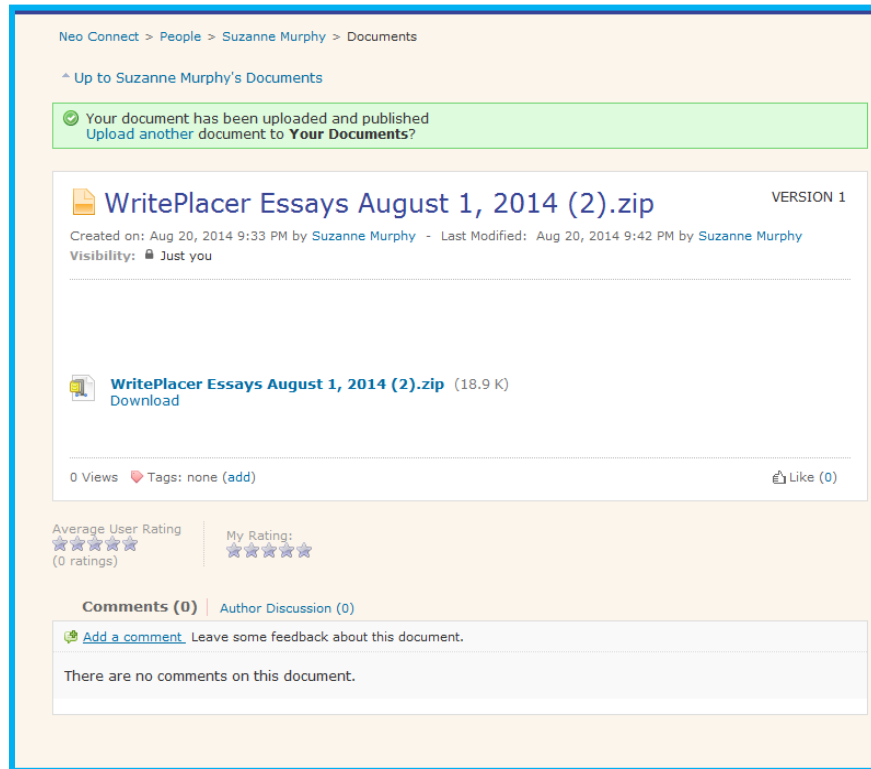 Neo Connect > People > Suzanne Murphy > Documents
Up to Suzanne Murphy's Documents
Your document has been uploaded and published
Upload another document to Your Documents?
WritePlacer Essays August 1, 2014 (2).zip
VERSION 1
Created on: Aug 20, 2014 9:33 PM by Suzanne Murphy - Last Modified: Aug 20, 2014 9:42 PM by Suzanne Murphy
Visibility: Just you
WritePlacer Essays August 1, 2014 (2).zip (18.9 K)
Download
0 Views Tags: none (add) Like (0)
Average User Rating
(0 ratings)
My Rating:
Comments (0) Author Discussion (0)
Add a comment Leave some feedback about this document.
There are no comments on this document.